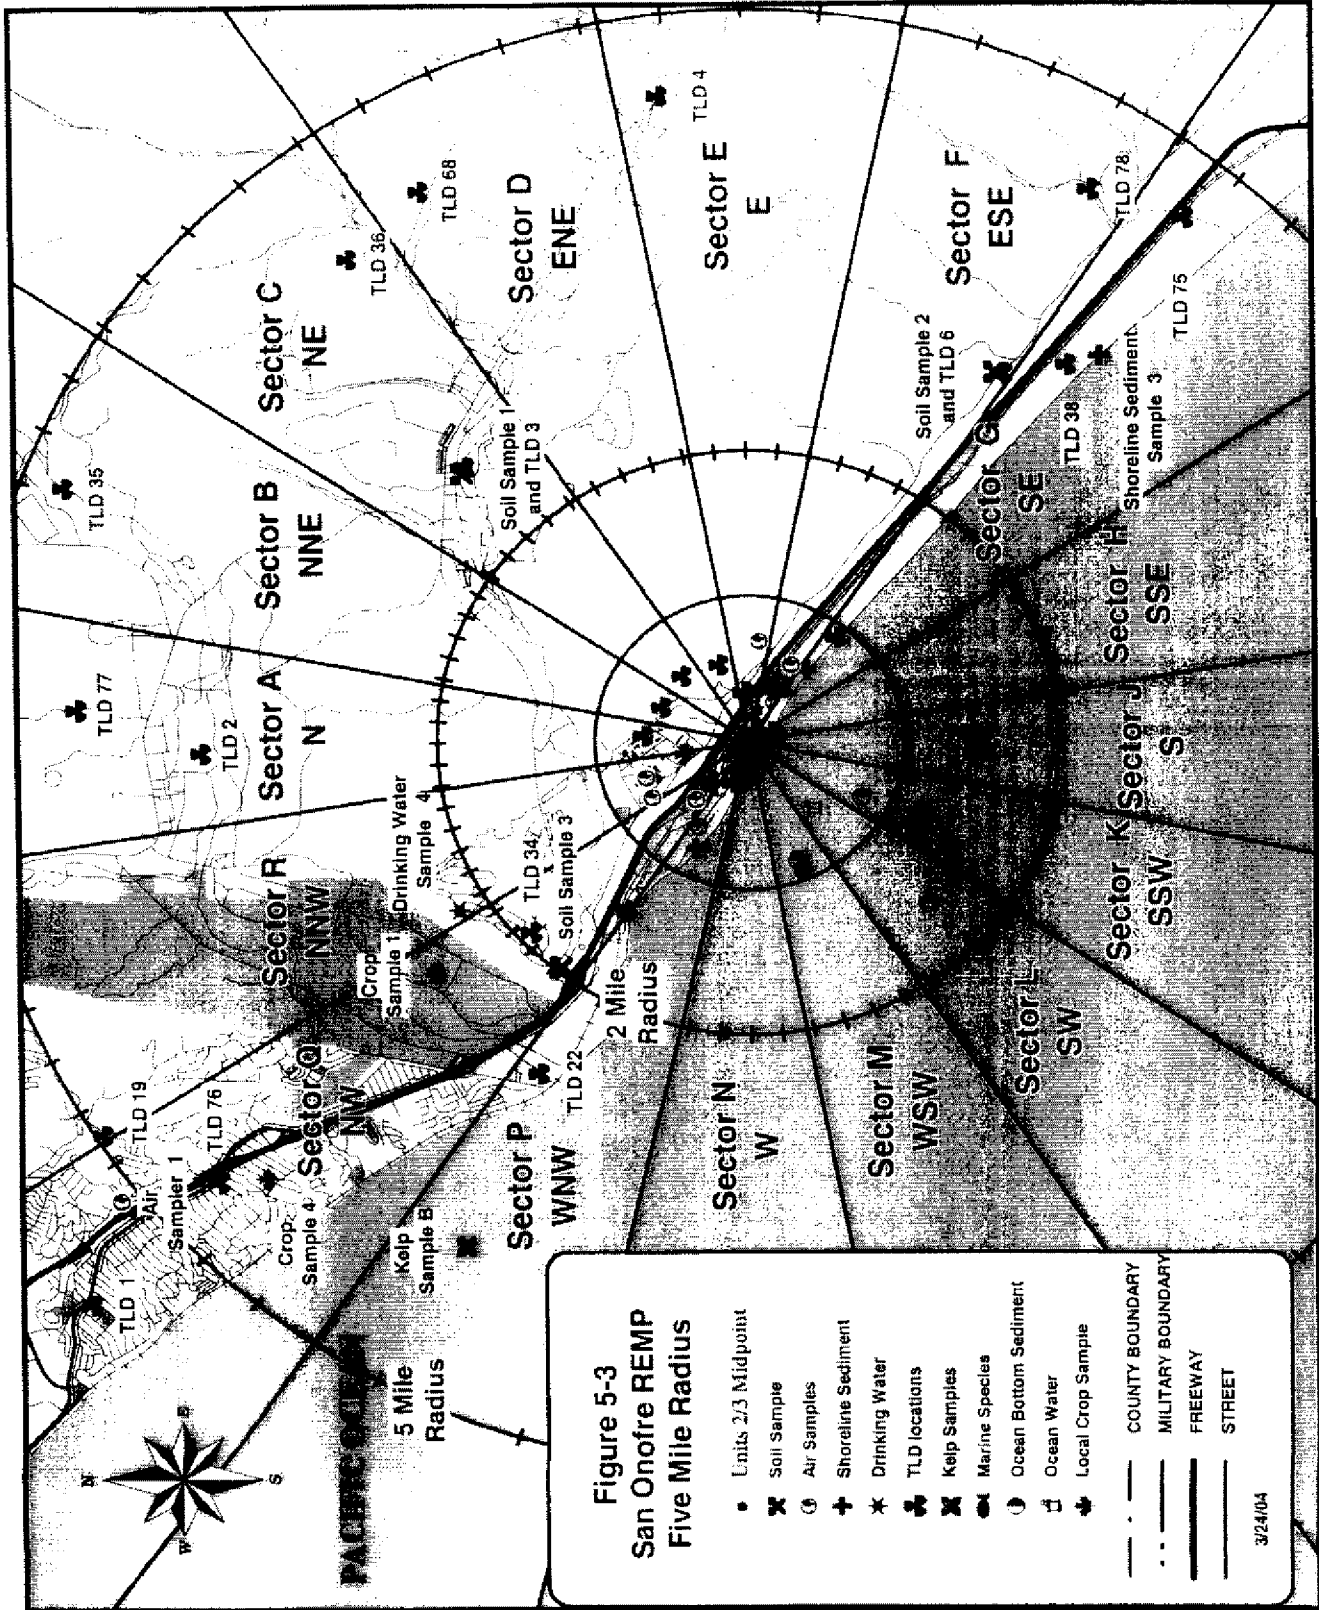 TLD 35
TLD 77
TLD 2
TLD 36
TLD 68
TLD 4
TLD 78
TLD 75
TLD 38
TLD 34
TLD 22
TLD 19
TLD 76
TLD 1
Sector A
N
Sector B
NNE
Sector C
NE
Sector D
ENE
Sector E
E
Sector F
ESE
Sector G
SE
Sector H
SSE
Sector J
S
Sector K
SSW
Sector L
SW
Sector M
WSW
Sector N
W
Sector P
WNW
Sector Q
NW
Sector R
NNW
Soil Sample 1
and TLD 3
Soil Sample 2
and TLD 6
Soil Sample 3
Shoreline Sediment
Sample 3
Drinking Water
Sample 4
Crop
Sample 1
Air
Sampler 1
Crop
Sample 4
Kelp
Sample B
2 Mile
Radius
5 Mile
Radius
PACIFIC OCEAN
N
E
S
W
Figure 5-3
San Onofre REMP
Five Mile Radius
Units 2/3 Midpoint
Soil Sample
Air Samples
Shoreline Sediment
Drinking Water
TLD locations
Kelp Samples
Marine Species
Ocean Bottom Sediment
Ocean Water
Local Crop Sample
COUNTY BOUNDARY
MILITARY BOUNDARY
FREEWAY
STREET
3/24/04